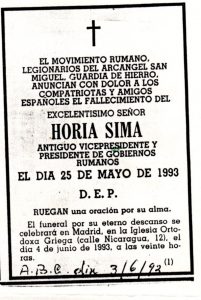 EL MOVIMIENTO RUMANO,
LEGIONARIOS DEL ARCANGEL SAN
MIGUEL, GUARDIA DE HIERRO,
ANUNCIAN CON DOLOR A LOS
COMPATRIOTAS Y AMIGOS
ESPAÑOLES EL FALLECIMIENTO DEL
EXCELENTISIMO SEÑOR
HORIA SIMA
ANTIGUO VICEPRESIDENTE Y
PRESIDENTE DE GOBIERNOS
RUMANOS
EL DIA 25 DE MAYO DE 1993
D. E. P.
RUEGAN una oración por su alma.
El funeral por su eterno descanso se
celebrará en Madrid, en la Iglesia Orto-
doxa Griega (calle Nicaragua, 12), el
día 4 de junio de 1993, a las veinte ho-
ras.
(1)
A.B.C. din 3/6/93